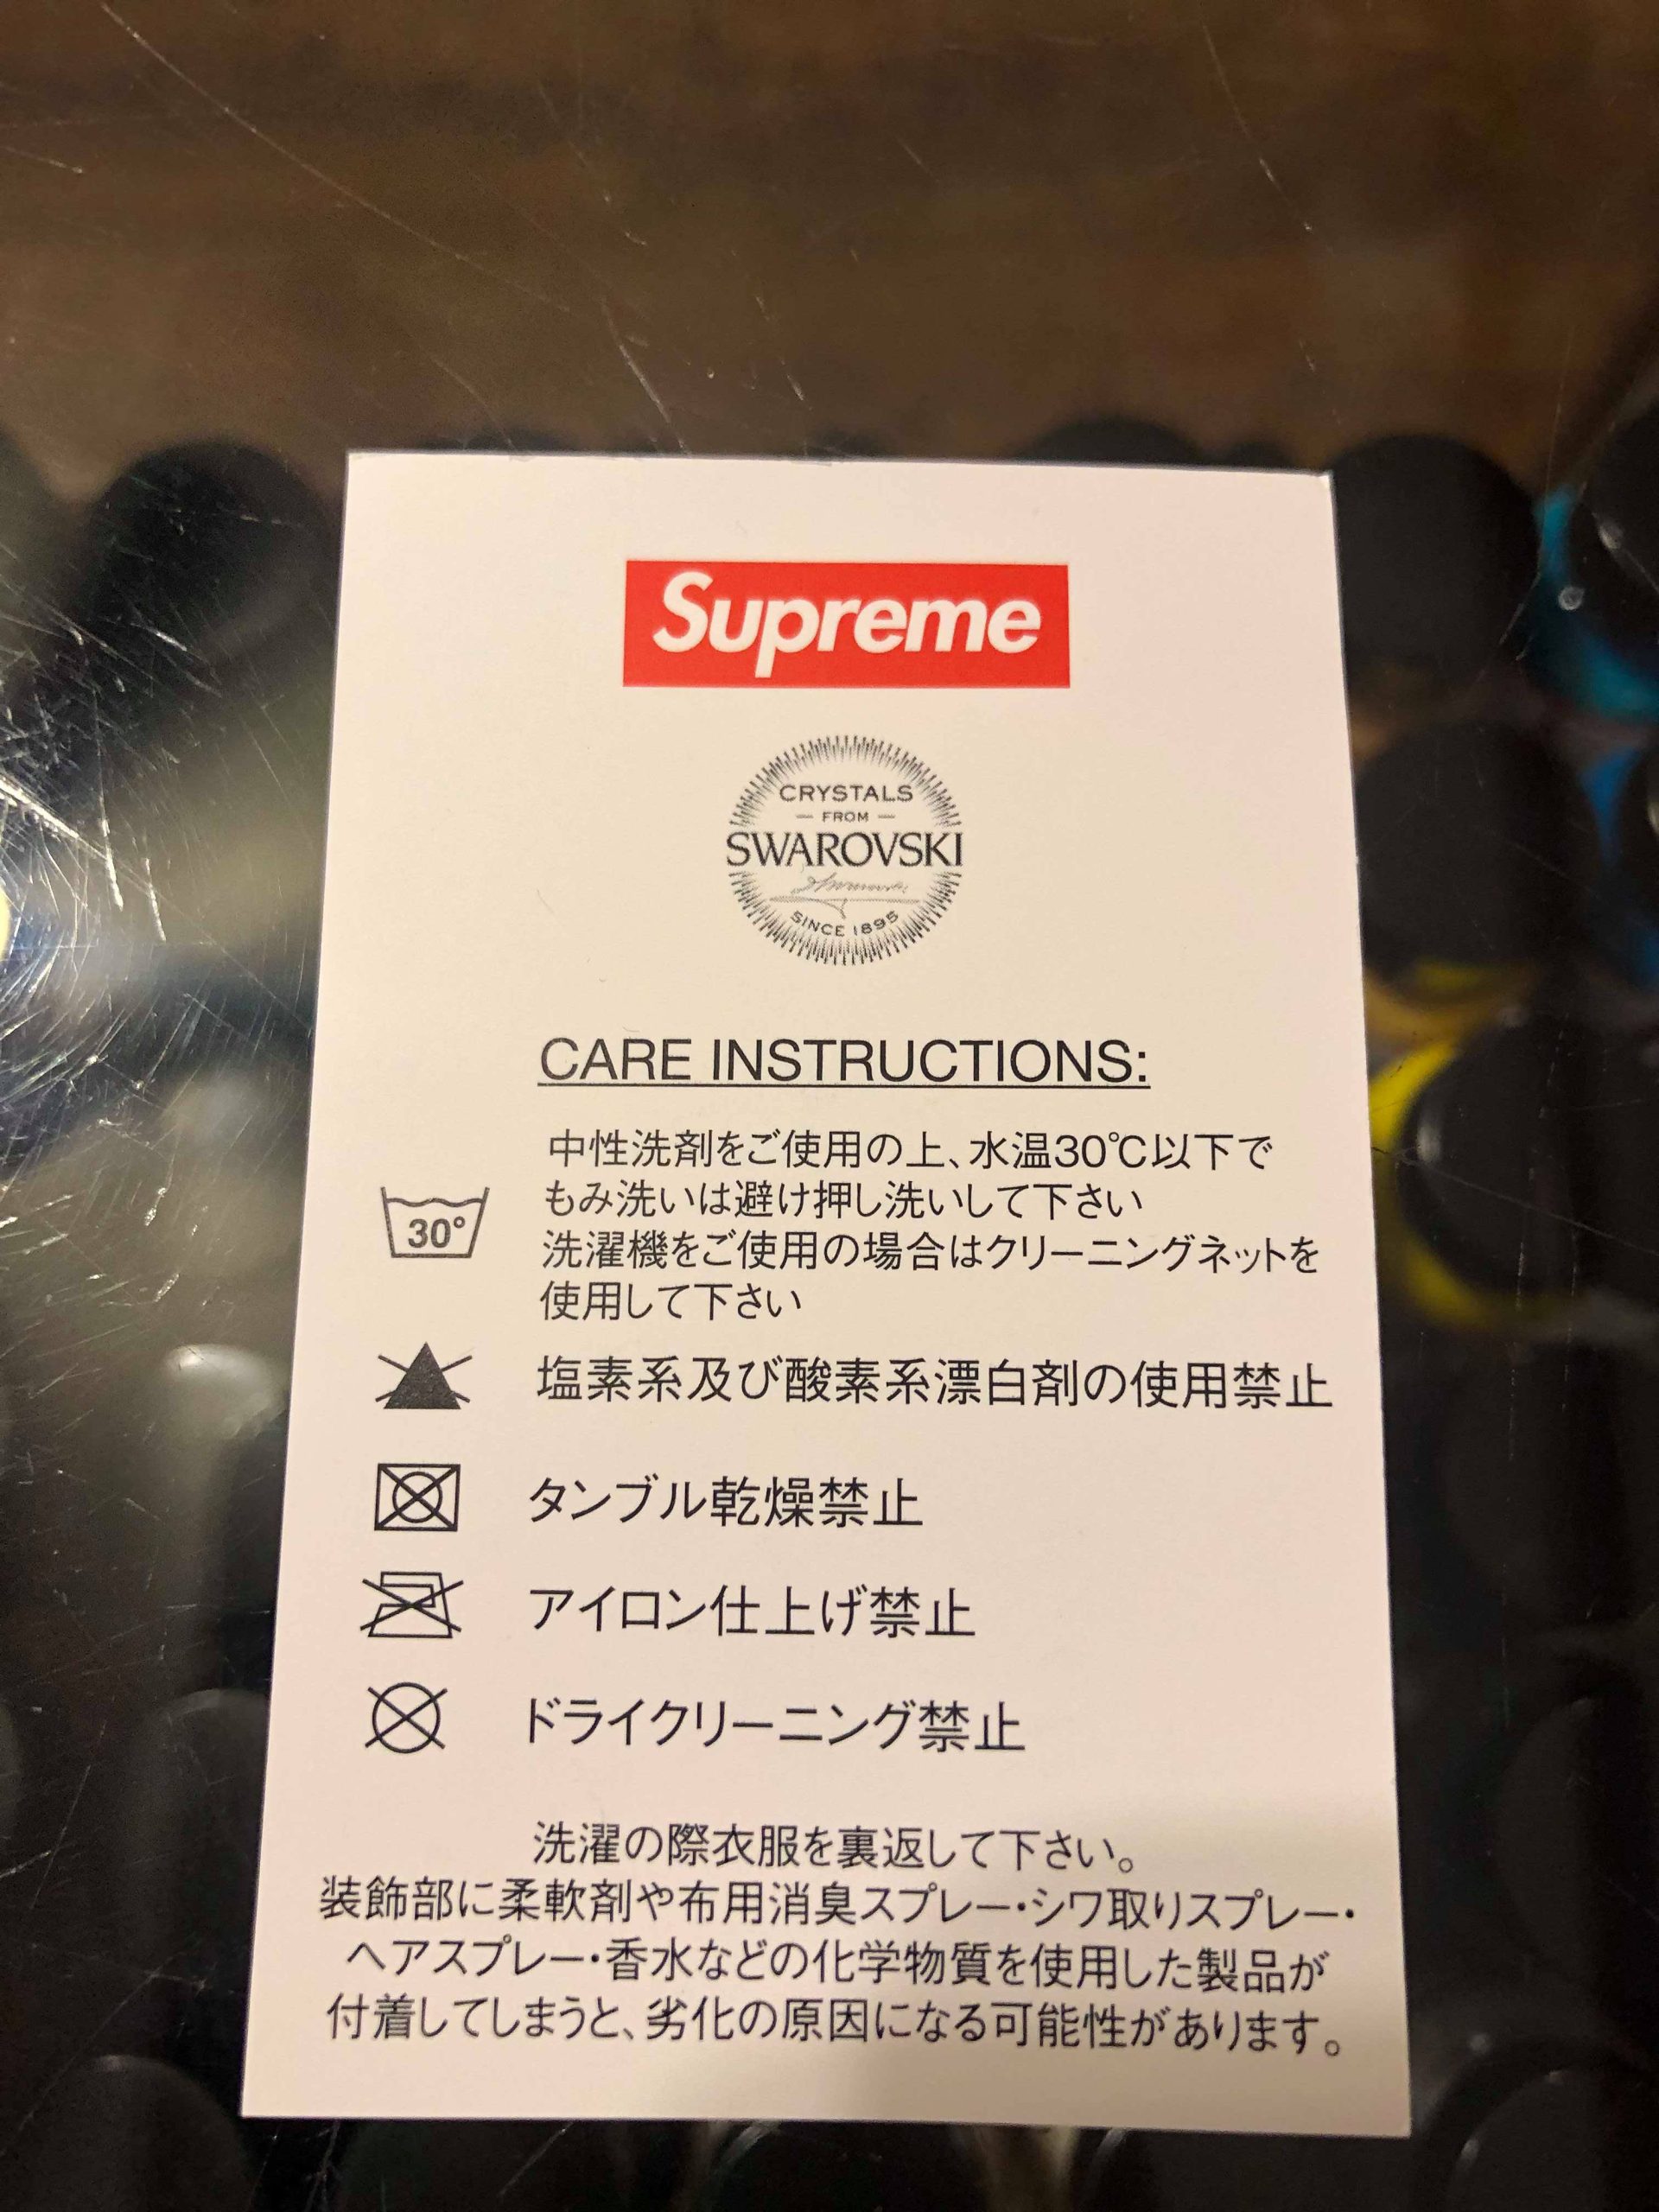 Supreme
CRYSTALS
FROM
SWAROVSKI
SINCE 1895
CARE INSTRUCTIONS:
中性洗剤をご使用の上、水温30℃以下で
もみ洗いは避け押し洗いして下さい
30°
洗濯機をご使用の場合はクリーニングネットを
使用して下さい
塩素系及び酸素系漂白剤の使用禁止
タンブル乾燥禁止
アイロン仕上げ禁止
ドライクリーニング禁止
洗濯の際衣服を裏返して下さい。
装飾部に柔軟剤や布用消臭スプレー・シワ取りスプレー・
ヘアスプレー・香水などの化学物質を使用した製品が
付着してしまうと、劣化の原因になる可能性があります。